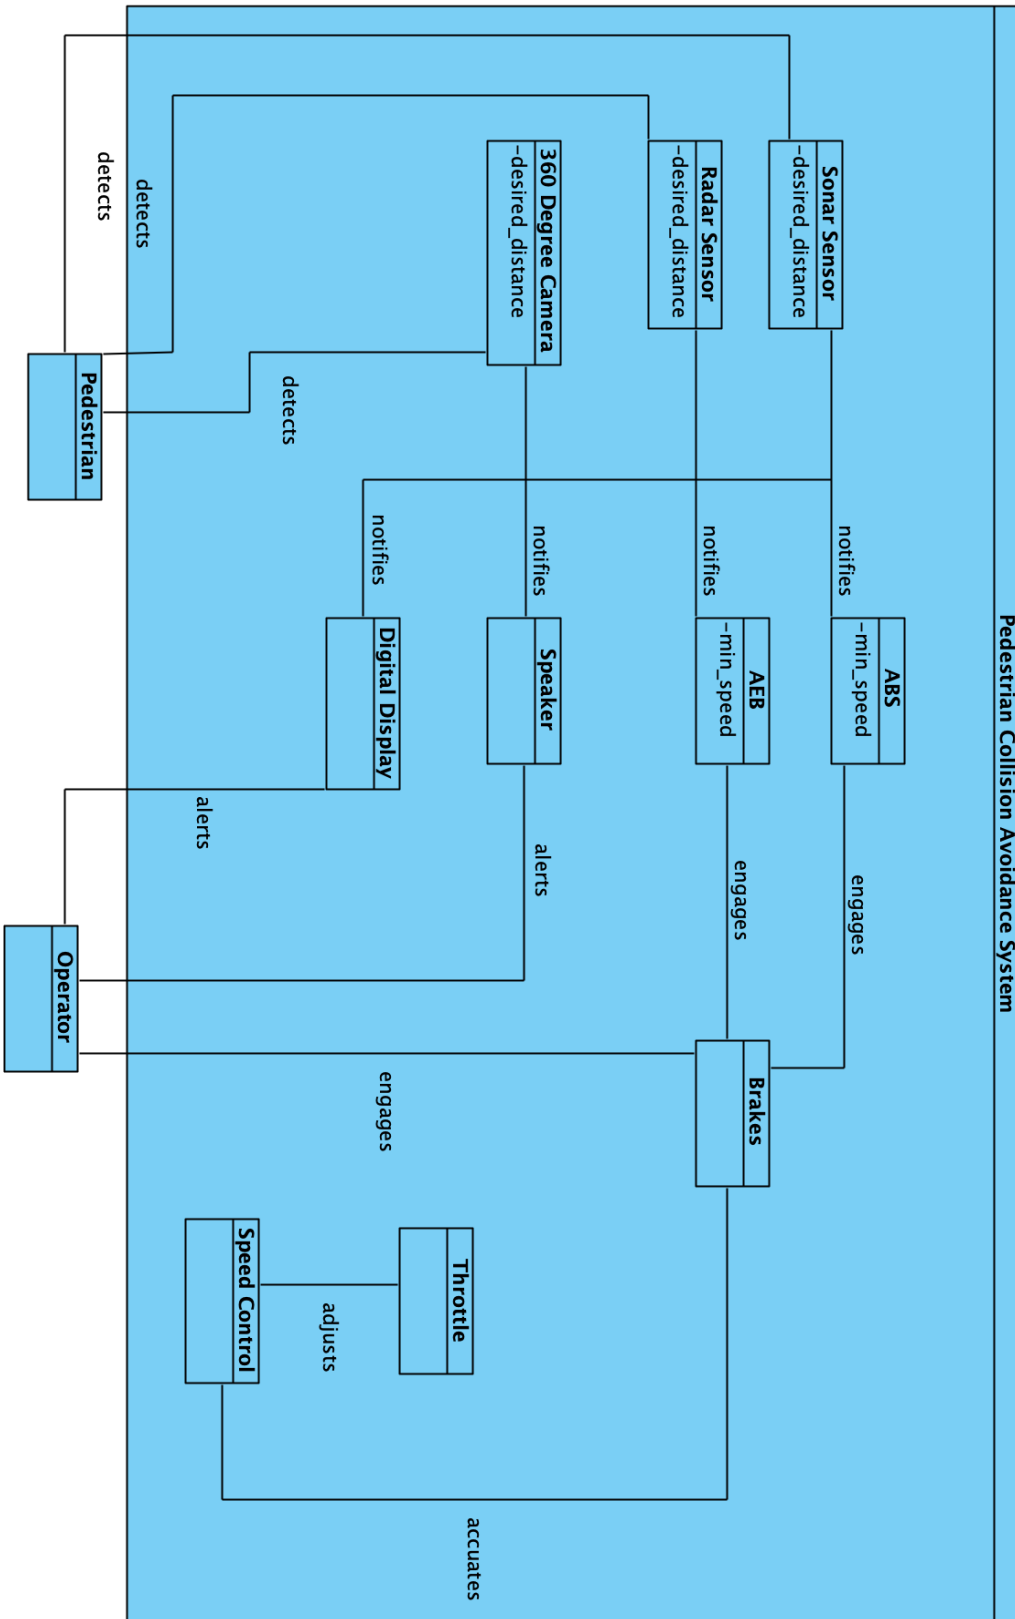 Pedestrian Collision Avoidance System
Sonar Sensor
-desired_distance
Radar Sensor
-desired_distance
360 Degree Camera
-desired_distance
detects
detects
detects
Pedestrian
notifies
notifies
notifies
notifies
ABS
-min_speed
AEB
-min_speed
Speaker
Digital Display
engages
engages
alerts
alerts
Operator
engages
Brakes
Throttle
adjusts
Speed Control
accuates